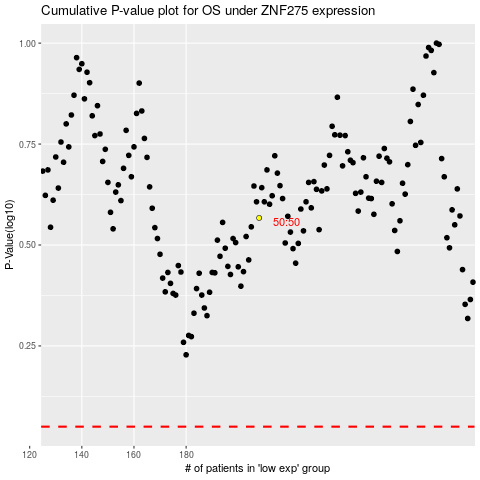 Cumulative P-value plot for OS under ZNF275 expression
P-Value(log10)
1.00
0.75
0.50
0.25
50:50
120 140 160 180
# of patients in 'low exp' group